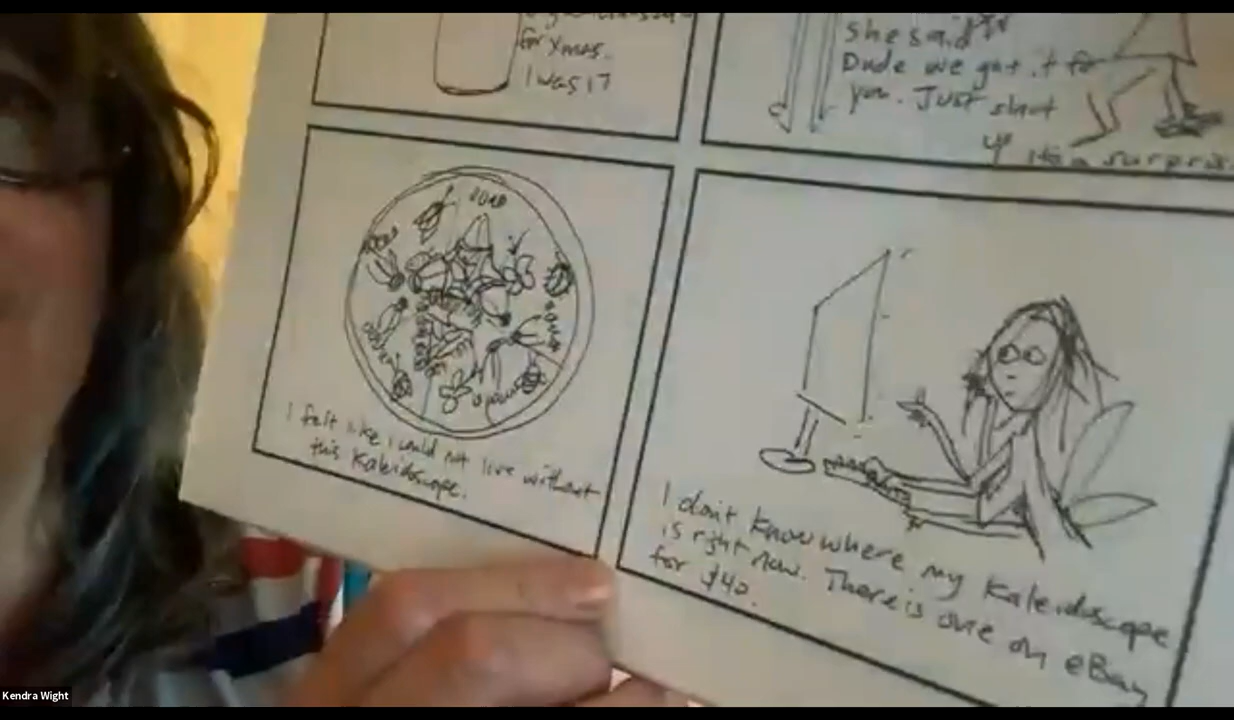 for Xmas.
I was 17
she said
Dude we got it for
you. Just shut
up it's a surprise
I felt like I could not live without
this Kaleidoscope.
I don't know where my Kaleidoscope
is right now. There is one on eBay
for $40.
Kendra Wight